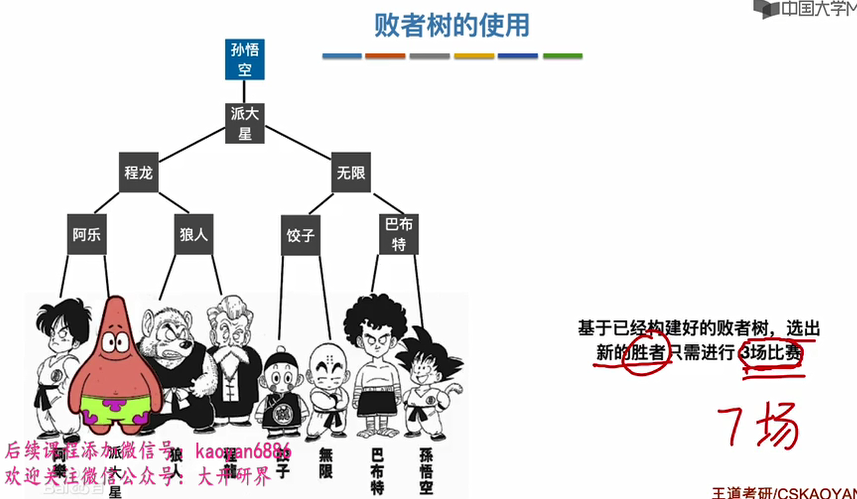 中国大学M
败者树的使用
孙悟
空
派大
星
程龙
无限
阿乐
狼人
饺子
巴布
特
基于已经构建好的败者树，选出
新的胜者只需进行 3场比赛
7场
后续课程添加微信号：kaoyan6886
欢迎关注微信公众号：大开研界
阿樂
派大星
狼人
程龍
饺子
無限
巴布特
孫悟空
Bai
王道考研/CSKAOYAN